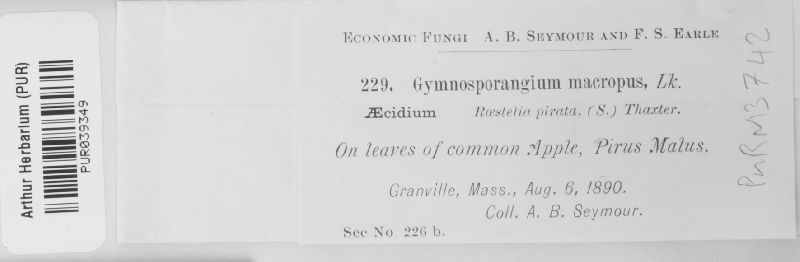 Arthur Herbarium (PUR)
PUR039349
ECONOMIC FUNGI A. B. SEYMOUR AND F. S. EARLE
229. Gymnosporangium macropus, Lk.
Æcidium Rœstelia pirata, (S.) Thaxter.
On leaves of common Apple, Pirus Malus.
Granville, Mass., Aug. 6, 1890.
Coll. A. B. Seymour.
See No 226 b.
PURN3742